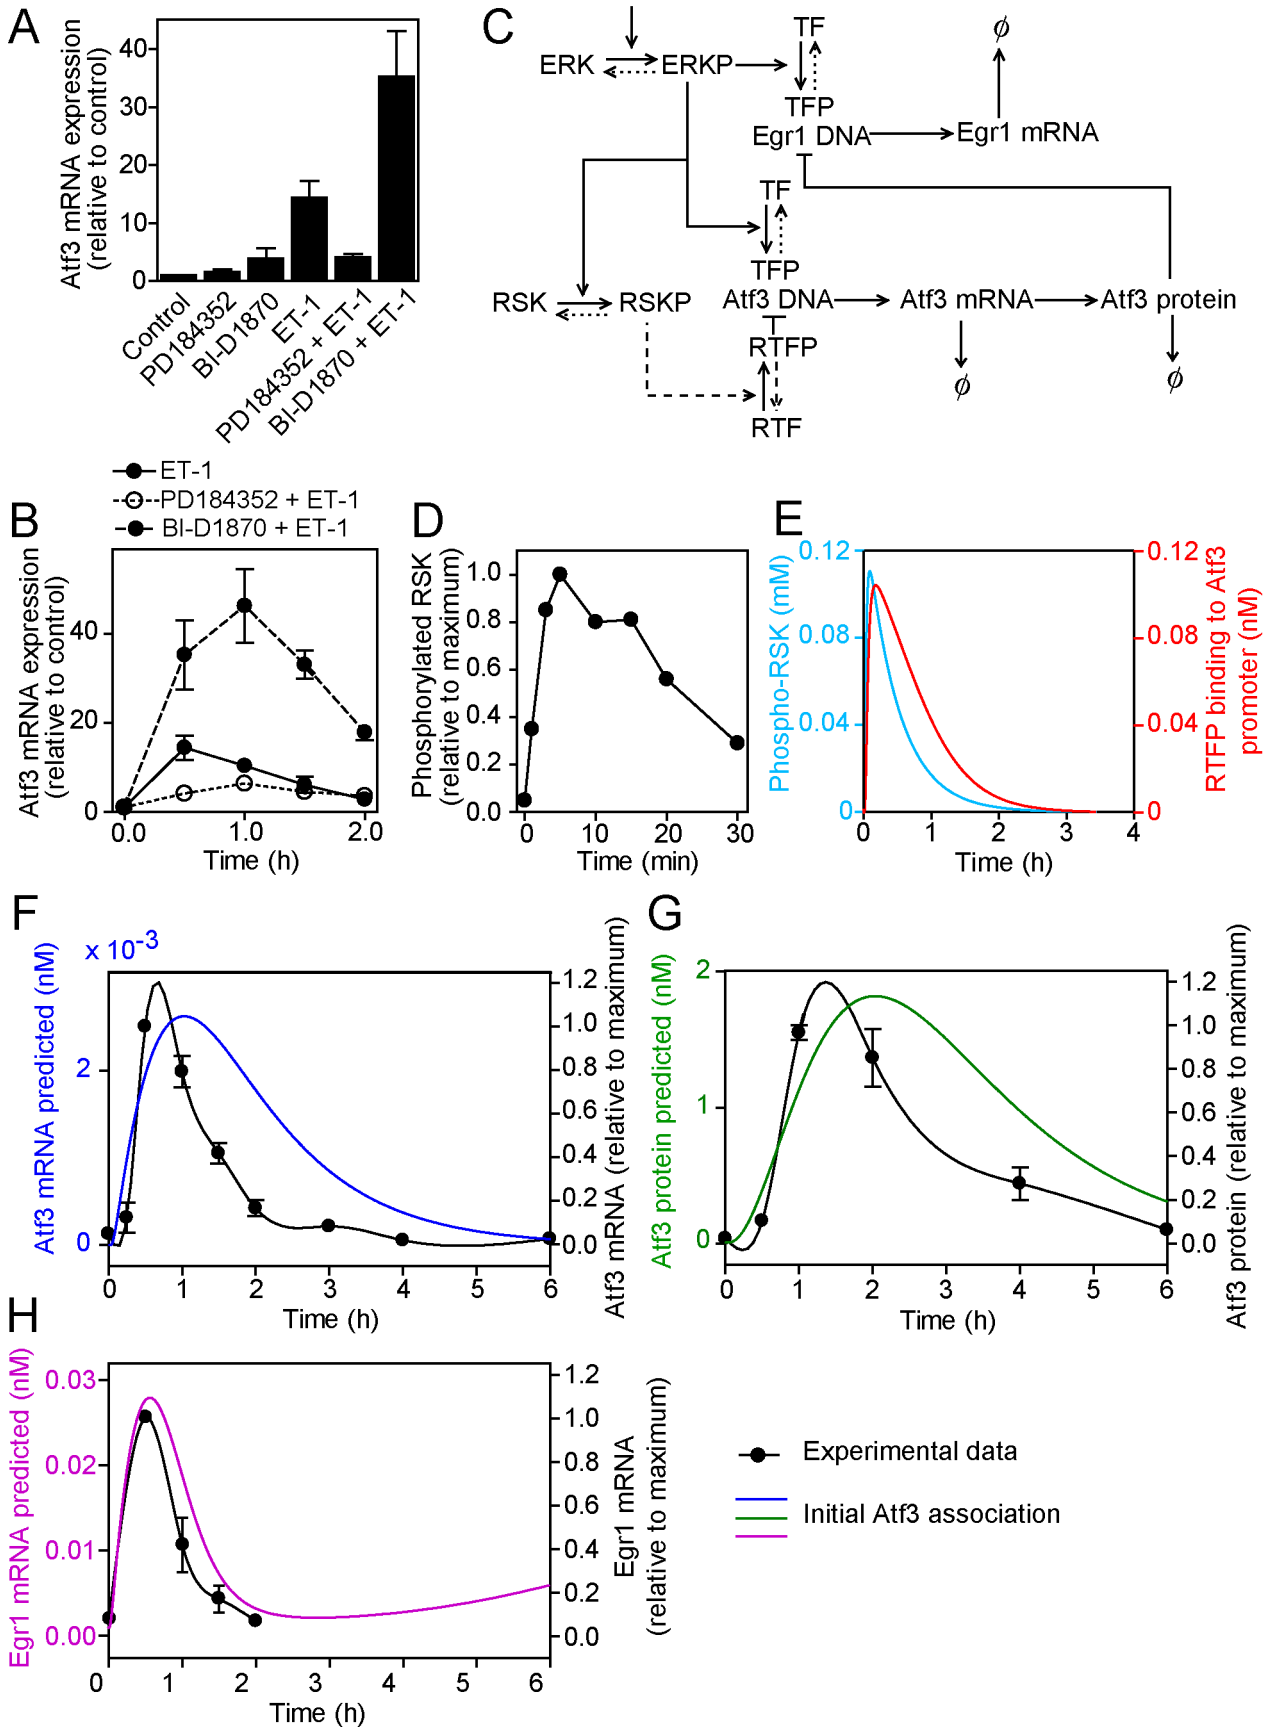 A
Atf3 mRNA expression
(relative to control)
40
30
20
10
0
Control
PD184352
BI-D1870
ET-1
PD184352 + ET-1
BI-D1870 + ET-1
C
ERK
ERKP
TF
TFP
Egr1 DNA
Egr1 mRNA
ϕ
TF
TFP
RSK
RSKP
Atf3 DNA
Atf3 mRNA
Atf3 protein
RTFP
RTF
ϕ
ϕ
ET-1
PD184352 + ET-1
BI-D1870 + ET-1
B
Atf3 mRNA expression
(relative to control)
40
20
0
0.0
1.0
2.0
Time (h)
D
Phosphorylated RSK
(relative to maximum)
1.0
0.8
0.6
0.4
0.2
0.0
0
10
20
30
Time (min)
E
Phospho-RSK (mM)
0.12
0.08
0.04
0
0
1
2
3
4
Time (h)
0.12
0.08
0.04
0
RTFP binding to Atf3
promoter (nM)
F
x 10-3
Atf3 mRNA predicted (nM)
2
0
0
1
2
3
4
5
6
Time (h)
1.2
1.0
0.8
0.6
0.4
0.2
0.0
Atf3 mRNA (relative to maximum)
G
Atf3 protein predicted (nM)
2
1
0
0
1
2
3
4
5
6
Time (h)
1.2
1.0
0.8
0.6
0.4
0.2
0.0
Atf3 protein (relative to maximum)
H
Egr1 mRNA predicted (nM)
0.03
0.02
0.01
0.00
0
1
2
3
4
5
6
Time (h)
1.2
1.0
0.8
0.6
0.4
0.2
0.0
Egr1 mRNA
(relative to maximum)
Experimental data
Initial Atf3 association